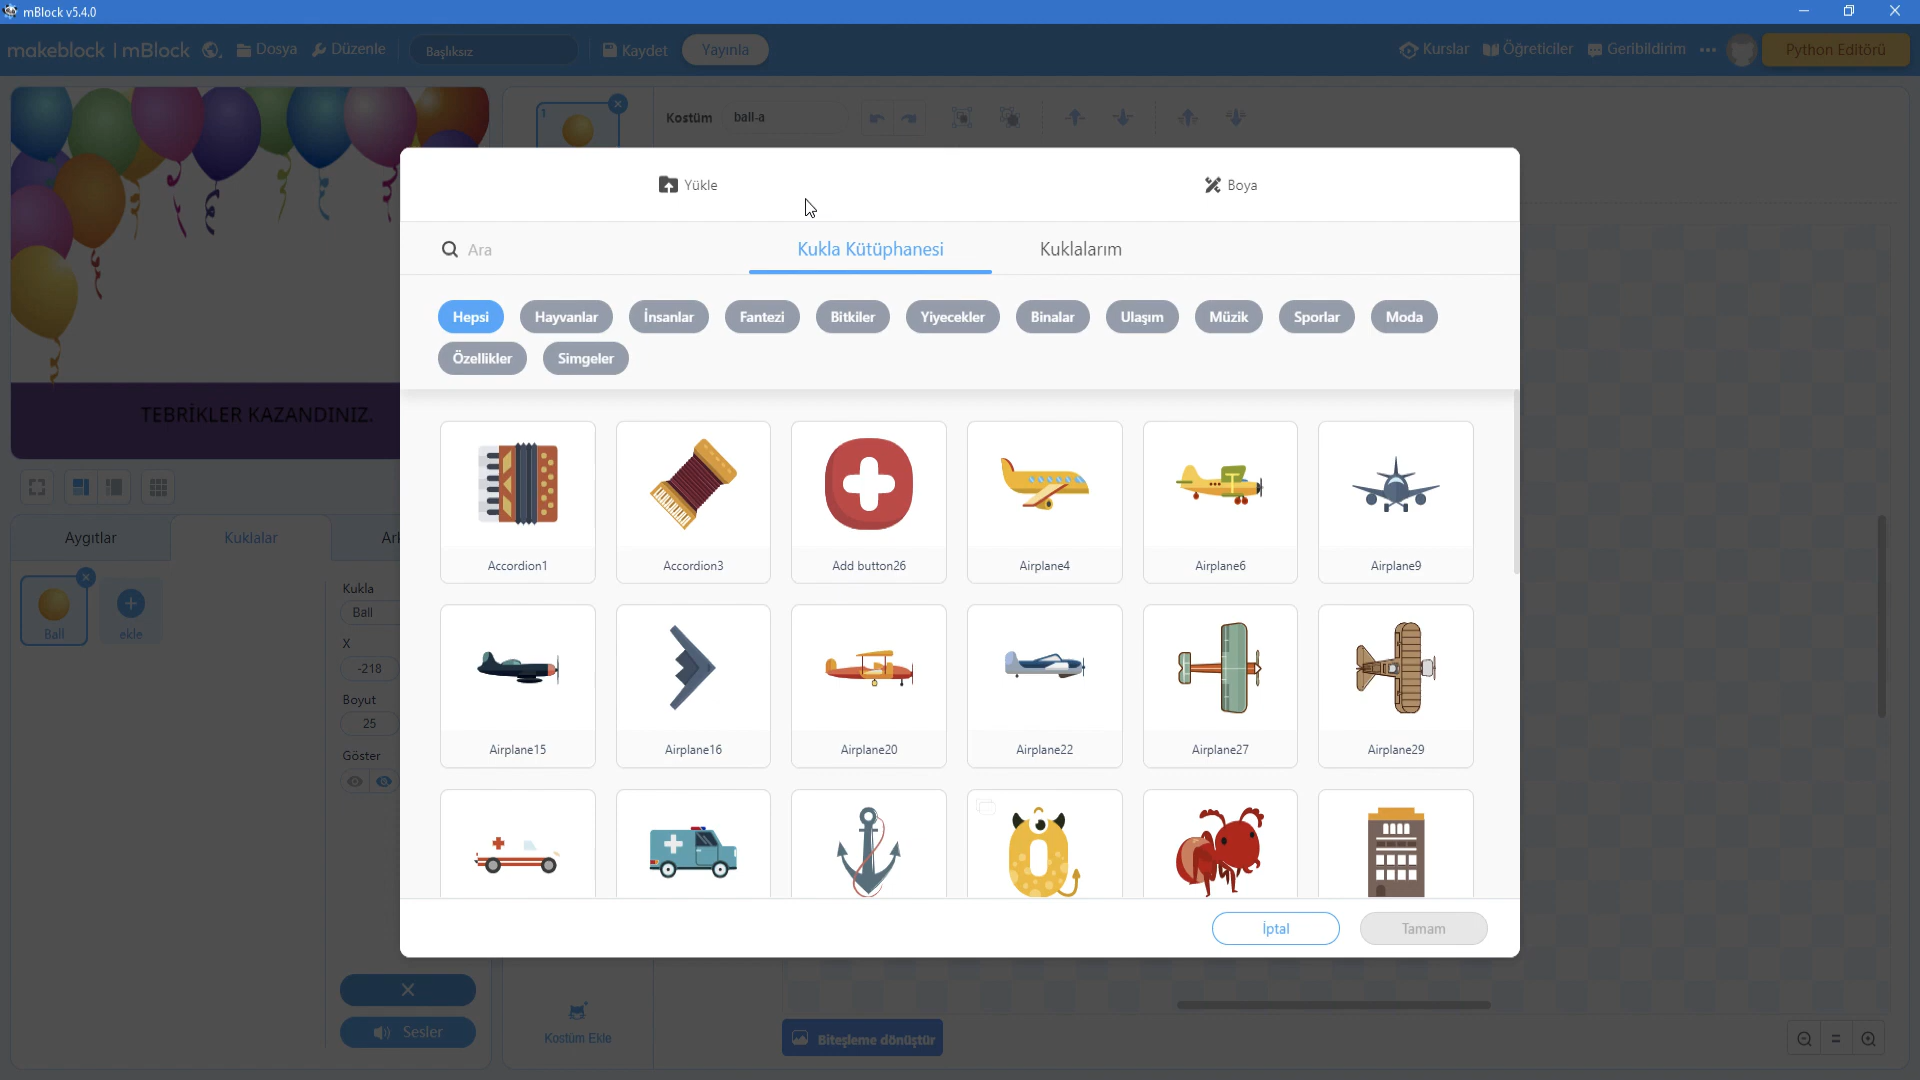 mBlock v5.4.0
makeblock | mBlock
Dosya
Düzenle
Başlıksız
Kaydet
Yayınla
Kurslar
Öğreticiler
Geribildirim
Python Editörü
1
Kostüm
ball-a
TEBRİKLER KAZANDINIZ.
Yükle
Boya
Ara
Kukla Kütüphanesi
Kuklalarım
Hepsi
Hayvanlar
İnsanlar
Fantezi
Bitkiler
Yiyecekler
Binalar
Ulaşım
Müzik
Sporlar
Moda
Özellikler
Simgeler
Accordion1
Accordion3
Add button26
Airplane4
Airplane6
Airplane9
Airplane15
Airplane16
Airplane20
Airplane22
Airplane27
Airplane29
İptal
Tamam
Aygıtlar
Kuklalar
Ball
ekle
Kukla
Ball
X
-218
Boyut
25
Göster
Sesler
Kostüm Ekle
Biteşleme dönüştür